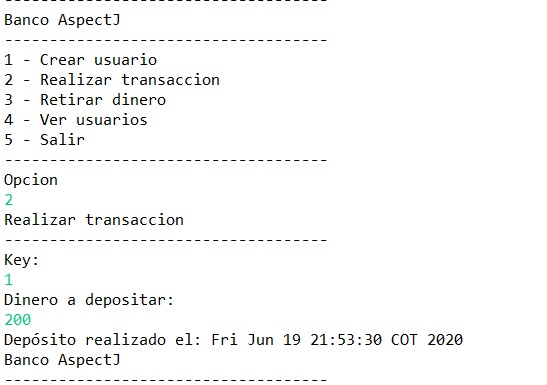 ------------------------------------
Banco AspectJ
------------------------------------
1 - Crear usuario
2 - Realizar transaccion
3 - Retirar dinero
4 - Ver usuarios
5 - Salir
------------------------------------
Opcion
2
Realizar transaccion
------------------------------------
Key:
1
Dinero a depositar:
200
Depósito realizado el: Fri Jun 19 21:53:30 COT 2020
Banco AspectJ
------------------------------------